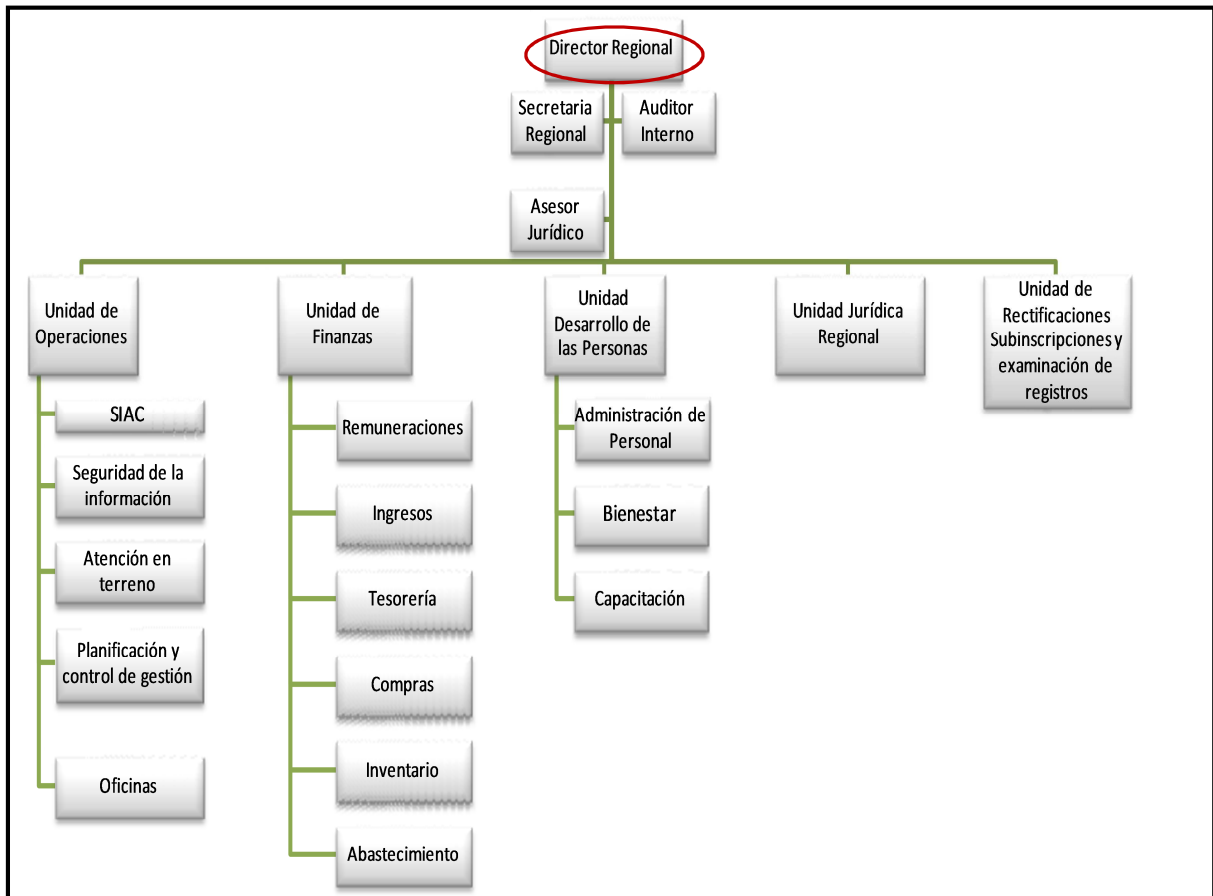 Director Regional
Secretaria
Regional
Auditor
Interno
Asesor
Jurídico
Unidad de
Operaciones
Unidad de
Finanzas
Unidad
Desarrollo de
las Personas
Unidad Jurídica
Regional
Unidad de
Rectificaciones
Subinscripciones y
examinación de
registros
SIAC
Seguridad de la
información
Atención en
terreno
Planificación y
control de gestión
Oficinas
Remuneraciones
Ingresos
Tesorería
Compras
Inventario
Abastecimiento
Administración de
Personal
Bienestar
Capacitación